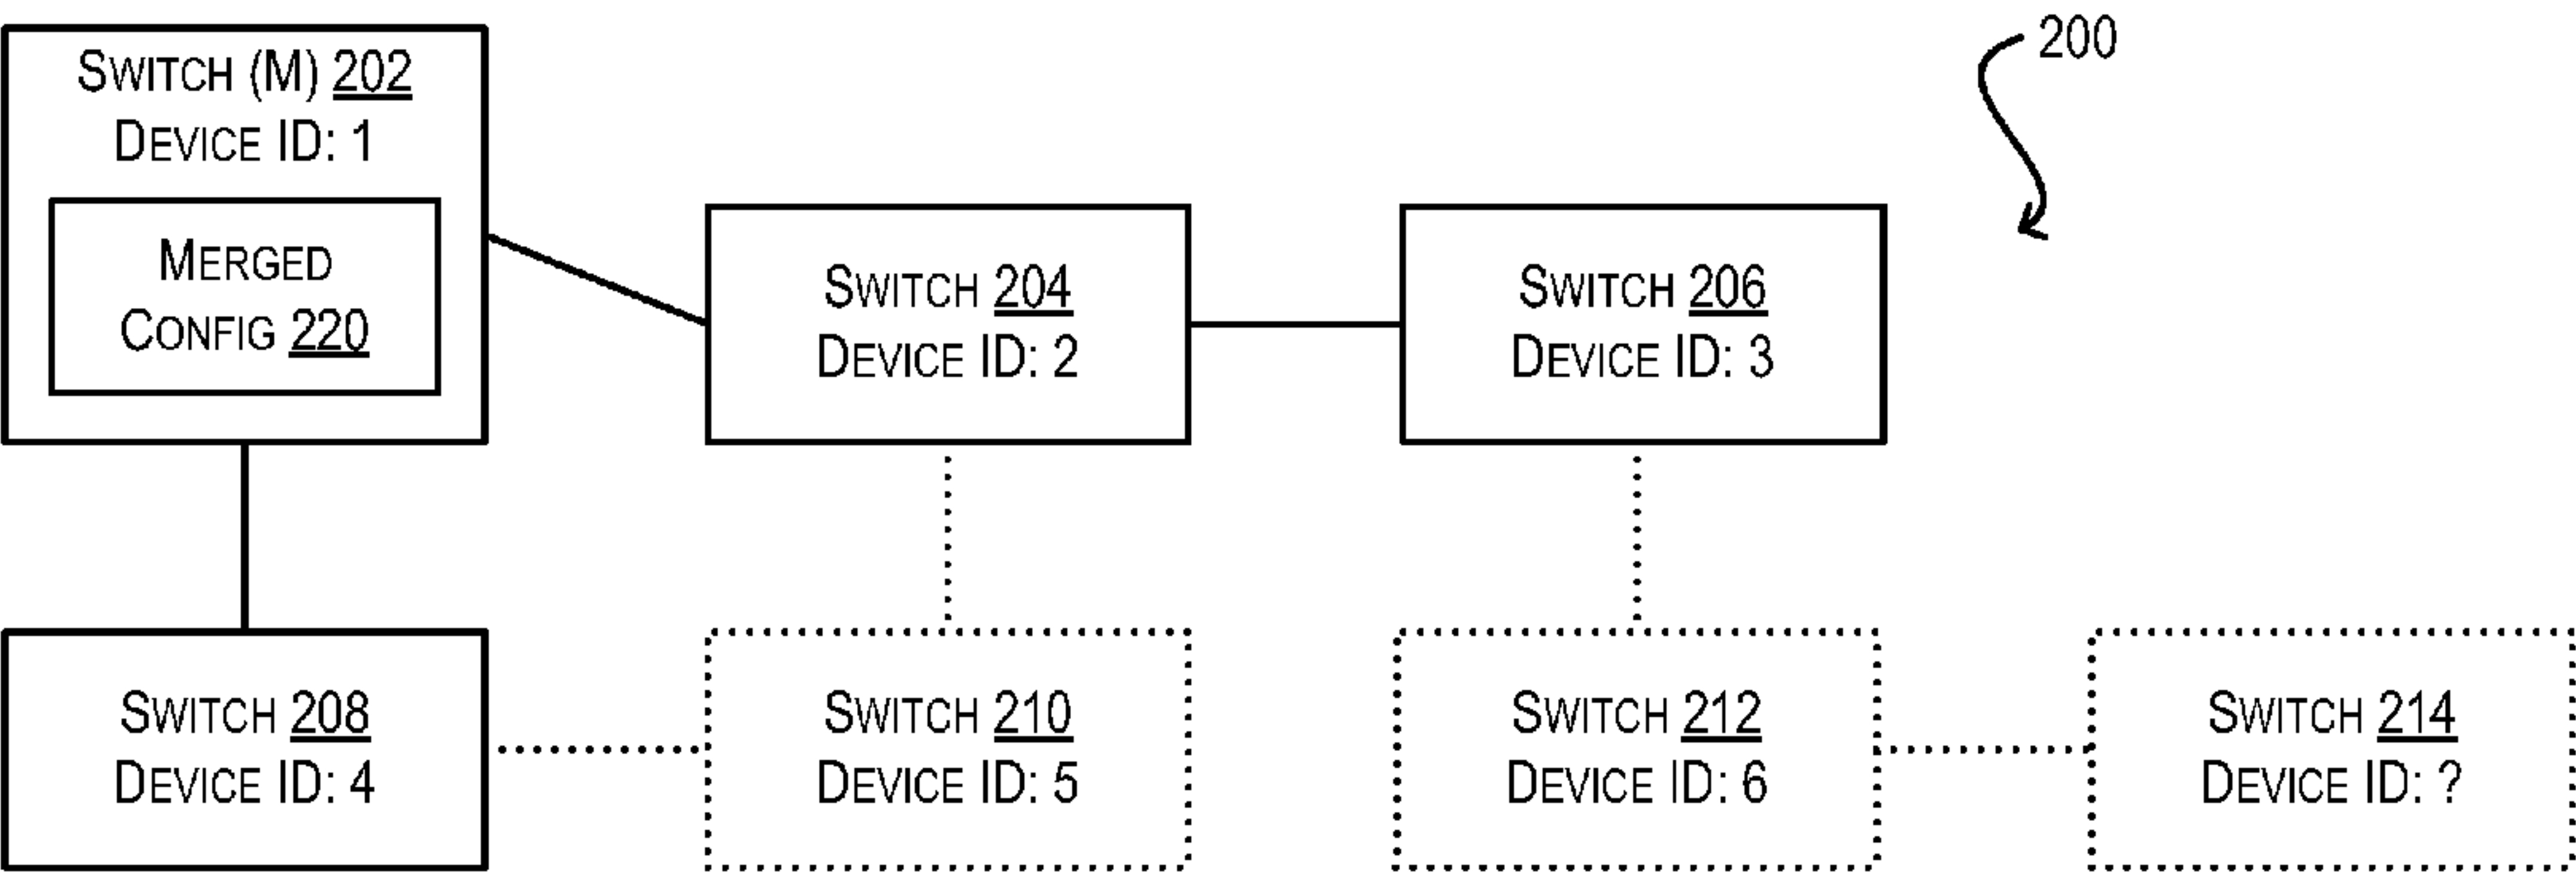 200
SWITCH (M) 202
DEVICE ID: 1
MERGED
CONFIG 220
SWITCH 204
DEVICE ID: 2
SWITCH 206
DEVICE ID: 3
SWITCH 208
DEVICE ID: 4
SWITCH 210
DEVICE ID: 5
SWITCH 212
DEVICE ID: 6
SWITCH 214
DEVICE ID: ?